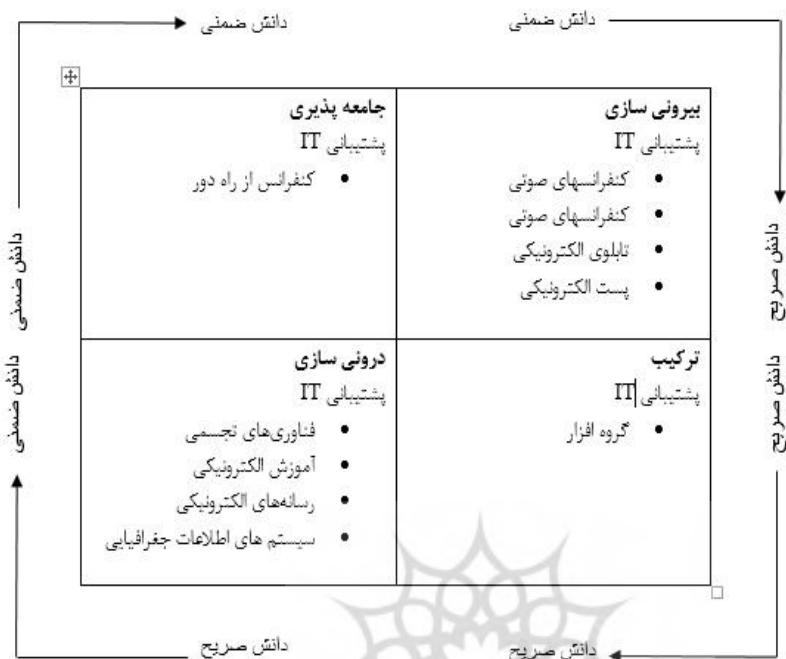 دانش ضمنی
دانش ضمنی
بیرونی سازی
پشتیبانی IT
• کنفرانسهای صوتی
• کنفرانسهای صوتی
• تابلوی الکترونیکی
• پست الکترونیکی
جامعه پذیری
پشتیبانی IT
• کنفرانس از راه دور
دانش صریح
دانش ضمنی
ترکیب
پشتیبانی IT
• گروه افزار
درونی سازی
پشتیبانی IT
• فناوری‌های تجسمی
• آموزش الکترونیکی
• رسانه‌های الکترونیکی
• سیستم های اطلاعات جغرافیایی
دانش صریح
دانش ضمنی
دانش صریح
دانش صریح